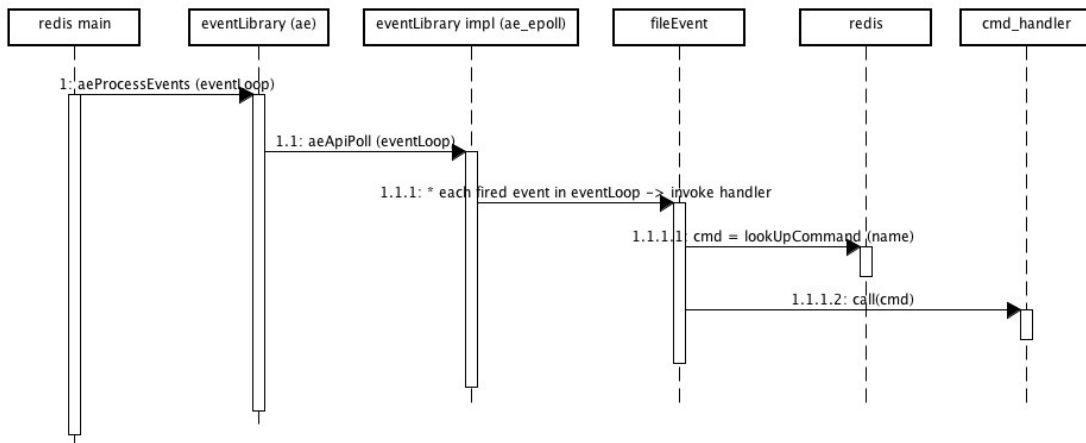 redis main
eventLibrary (ae)
eventLibrary impl (ae_epoll)
fileEvent
redis
cmd_handler
1: aeProcessEvents (eventLoop)
1.1: aeApiPoll (eventLoop)
1.1.1: * each fired event in eventLoop -> invoke handler
1.1.1.1: cmd = lookUpCommand (name)
1.1.1.2: call(cmd)